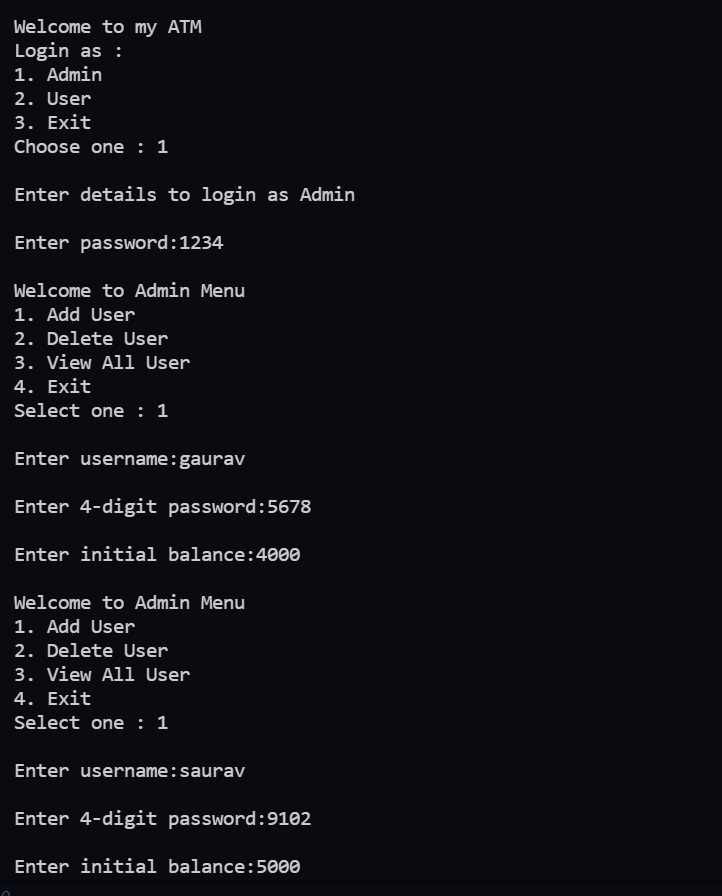 Welcome to my ATM
Login as :
1. Admin
2. User
3. Exit
Choose one : 1
Enter details to login as Admin
Enter password:1234
Welcome to Admin Menu
1. Add User
2. Delete User
3. View All User
4. Exit
Select one : 1
Enter username:gaurav
Enter 4-digit password:5678
Enter initial balance:4000
Welcome to Admin Menu
1. Add User
2. Delete User
3. View All User
4. Exit
Select one : 1
Enter username:saurav
Enter 4-digit password:9102
Enter initial balance:5000